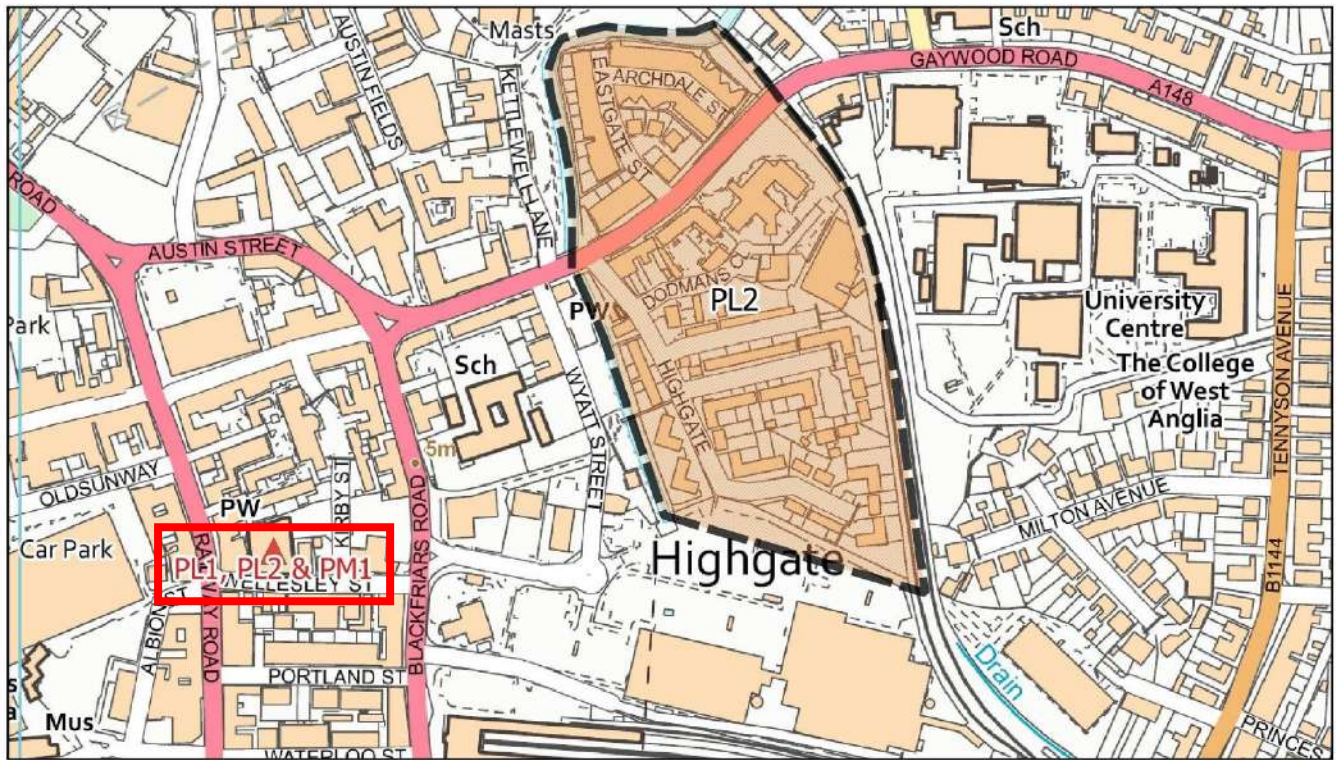 Masts
Sch
AUSTIN FIELDS
KETTLEWELL LANE
ARCHDALE ST
EASTGATE ST
GAYWOOD ROAD
A148
ROAD
AUSTIN STREET
DODMANS C
PL2
PW
Park
Sch
HIGHGATE
WYATT STREET
University
Centre
The College
of West
Anglia
TENNYSON AVENUE
5m
OLDSUNWAY
KIRBY ST
BLACKFRIARS ROAD
MILTON AVENUE
PW
Car Park
PL1 PL2 & PM1
WELLESLEY ST
Highgate
B1144
ALBION ST
RAILWAY ROAD
PORTLAND ST
Drain
Mus
WATERLOO ST
PRINCES